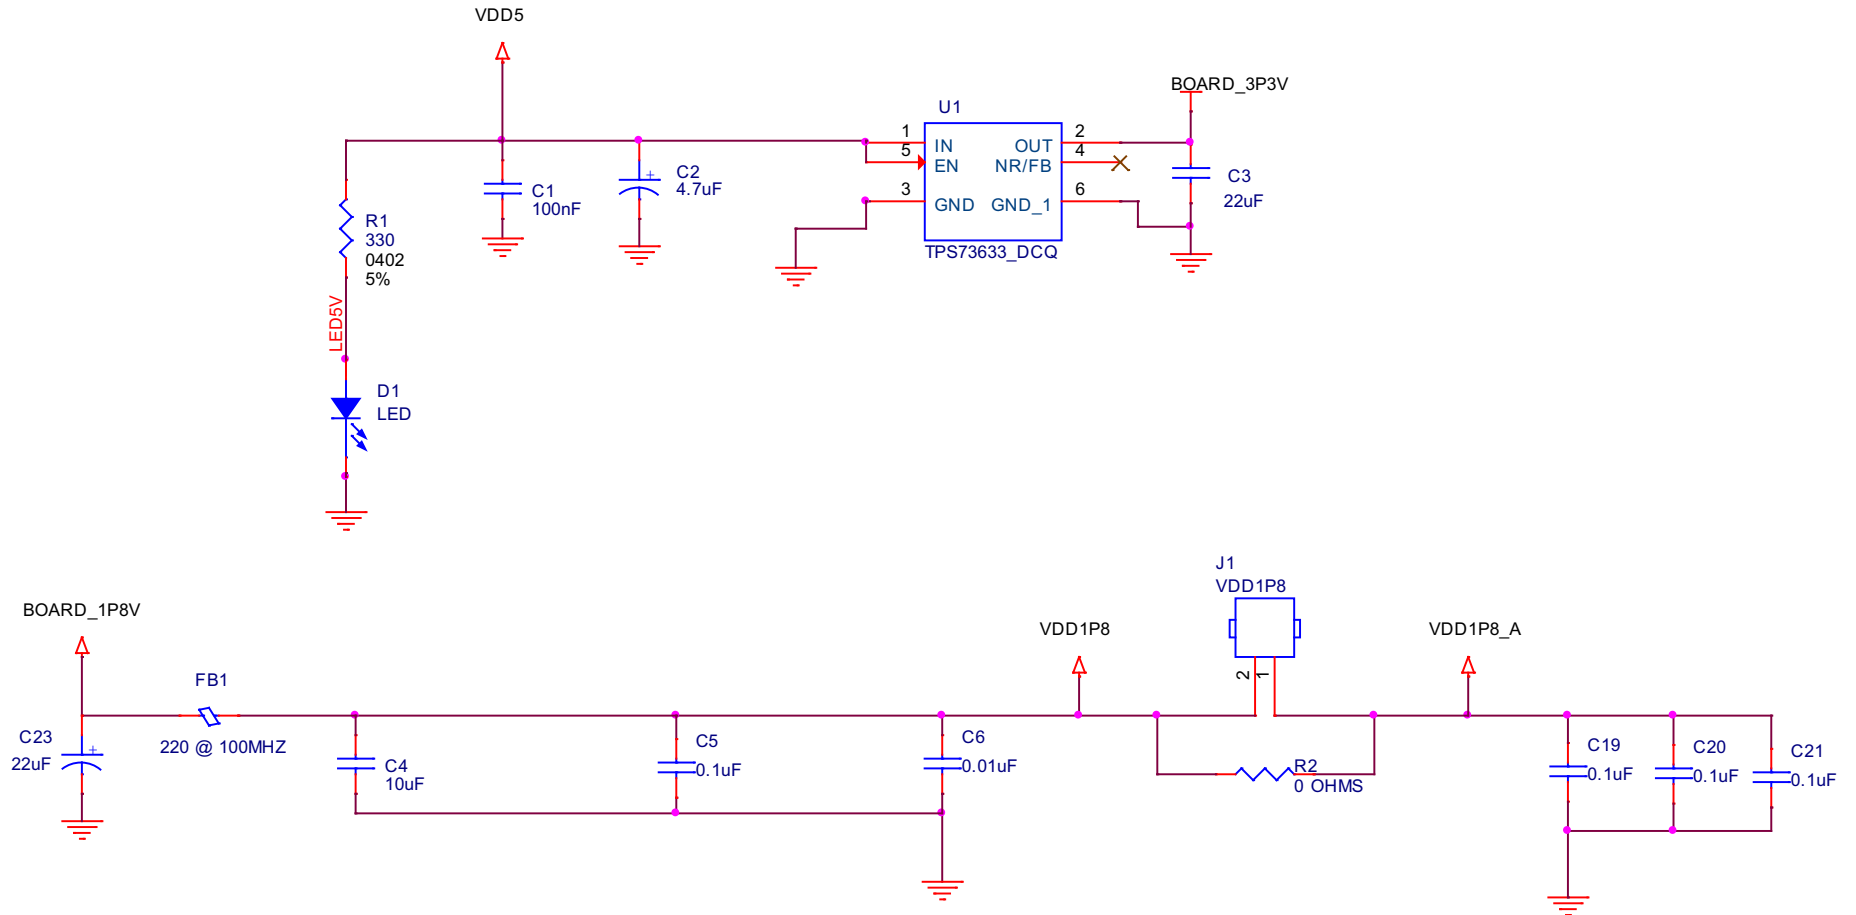 VDD5
BOARD_3P3V
U1
1
IN
OUT
2
5
EN
NR/FB
4
3
GND
GND_1
6
TPS73633_DCQ
C1
100nF
+
C2
4.7uF
C3
22uF
R1
330
0402
5%
LED5V
D1
LED
J1
VDD1P8
BOARD_1P8V
VDD1P8
VDD1P8_A
2
1
FB1
220 @ 100MHZ
C23
22uF
+
C4
10uF
C5
0.1uF
C6
0.01uF
R2
0 OHMS
C19
0.1uF
C20
0.1uF
C21
0.1uF